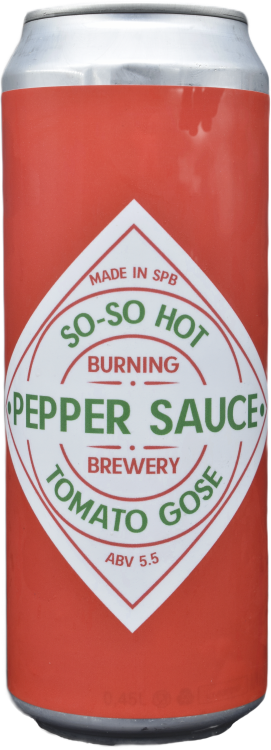 MADE IN SPB
SO-SO HOT
BURNING
PEPPER SAUCE
BREWERY
TOMATO GOSE
ABV 5.5